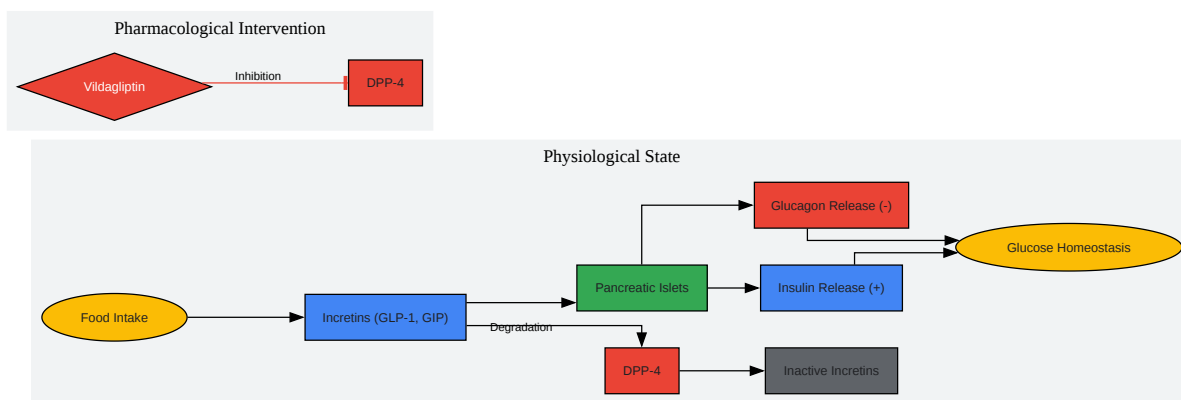 Pharmacological Intervention
Vildagliptin
Inhibition
DPP-4
Physiological State
Glucagon Release (-)
Glucose Homeostasis
Pancreatic Islets
Insulin Release (+)
Food Intake
Incretins (GLP-1, GIP)
Degradation
DPP-4
Inactive Incretins